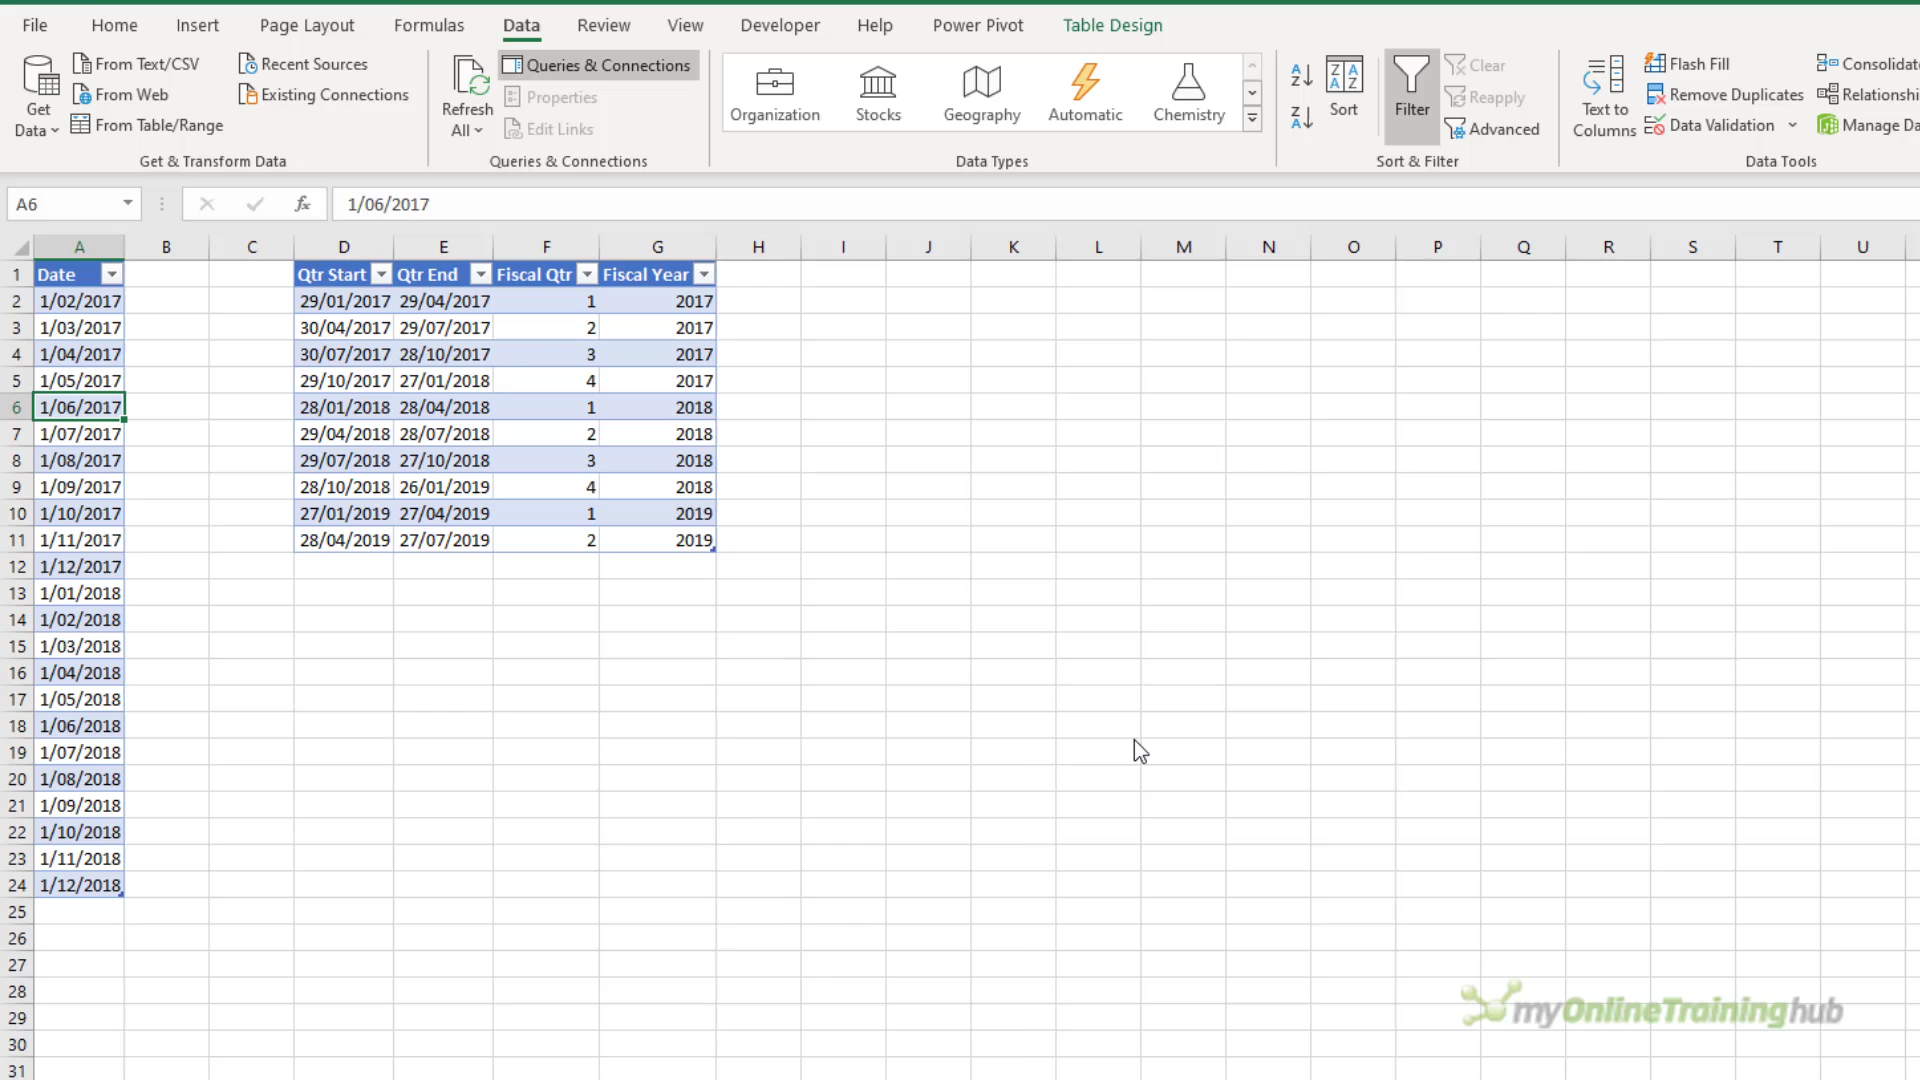 File Home Insert Page Layout Formulas Data Review View Developer Help Power Pivot Table Design
Get Data
From Text/CSV
From Web
From Table/Range
Recent Sources
Existing Connections
Get & Transform Data
Refresh All
Queries & Connections
Properties
Edit Links
Queries & Connections
Organization Stocks Geography Automatic Chemistry
Data Types
Sort
Filter
Clear
Reapply
Advanced
Sort & Filter
Text to Columns
Flash Fill
Remove Duplicates
Data Validation
Consolidate
Relationshi
Manage Da
Data Tools
A6 fx 1/06/2017
A B C D E F G H I J K L M N O P Q R S T U
1 Date Qtr Start Qtr End Fiscal Qtr Fiscal Year
2 1/02/2017 29/01/2017 29/04/2017 1 2017
3 1/03/2017 30/04/2017 29/07/2017 2 2017
4 1/04/2017 30/07/2017 28/10/2017 3 2017
5 1/05/2017 29/10/2017 27/01/2018 4 2017
6 1/06/2017 28/01/2018 28/04/2018 1 2018
7 1/07/2017 29/04/2018 28/07/2018 2 2018
8 1/08/2017 29/07/2018 27/10/2018 3 2018
9 1/09/2017 28/10/2018 26/01/2019 4 2018
10 1/10/2017 27/01/2019 27/04/2019 1 2019
11 1/11/2017 28/04/2019 27/07/2019 2 2019
12 1/12/2017
13 1/01/2018
14 1/02/2018
15 1/03/2018
16 1/04/2018
17 1/05/2018
18 1/06/2018
19 1/07/2018
20 1/08/2018
21 1/09/2018
22 1/10/2018
23 1/11/2018
24 1/12/2018
25
26
27
28
29
30
31
myOnlineTraininghub